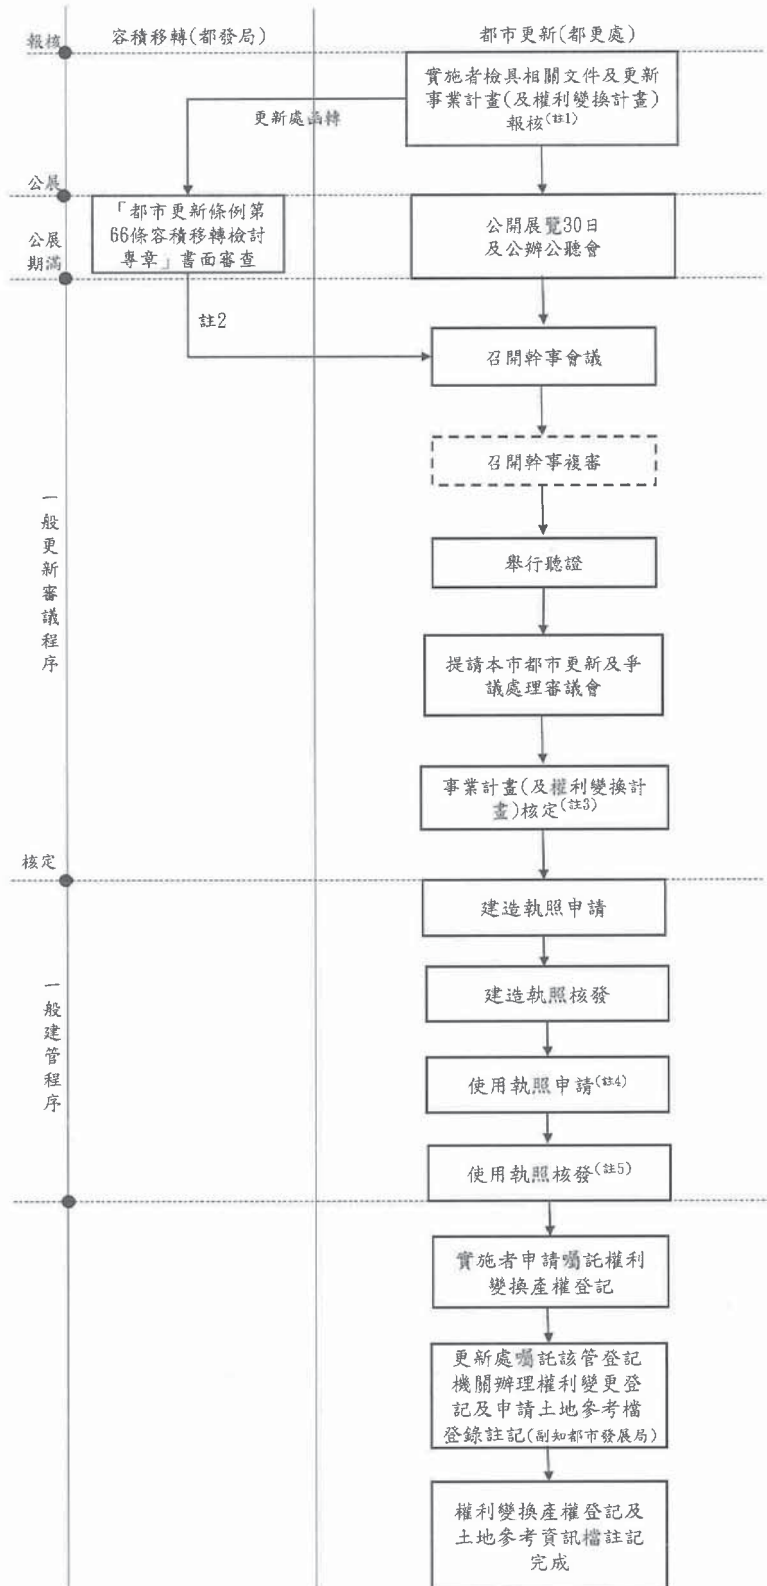 容積移轉(都發局)
都市更新(都更處)
報核
實施者檢具相關文件及更新
事業計畫(及權利變換計畫)
報核(註1)
更新處函轉
公展
「都市更新條例第
66條容積移轉檢討
專章」書面審查
公開展覽30日
及公辦公聽會
公展
期滿
註2
召開幹事會議
召開幹事複審
一般更新審議程序
舉行聽證
提請本市都市更新及爭
議處理審議會
事業計畫(及權利變換計
畫)核定(註3)
核定
建造執照申請
一般建管程序
建造執照核發
使用執照申請(註4)
使用執照核發(註5)
實施者申請囑託權利
變換產權登記
更新處囑託該管登記
機關辦理權利變更登
記及申請土地參考檔
登錄註記(副知都市發展局)
權利變換產權登記及
土地參考資訊檔註記
完成